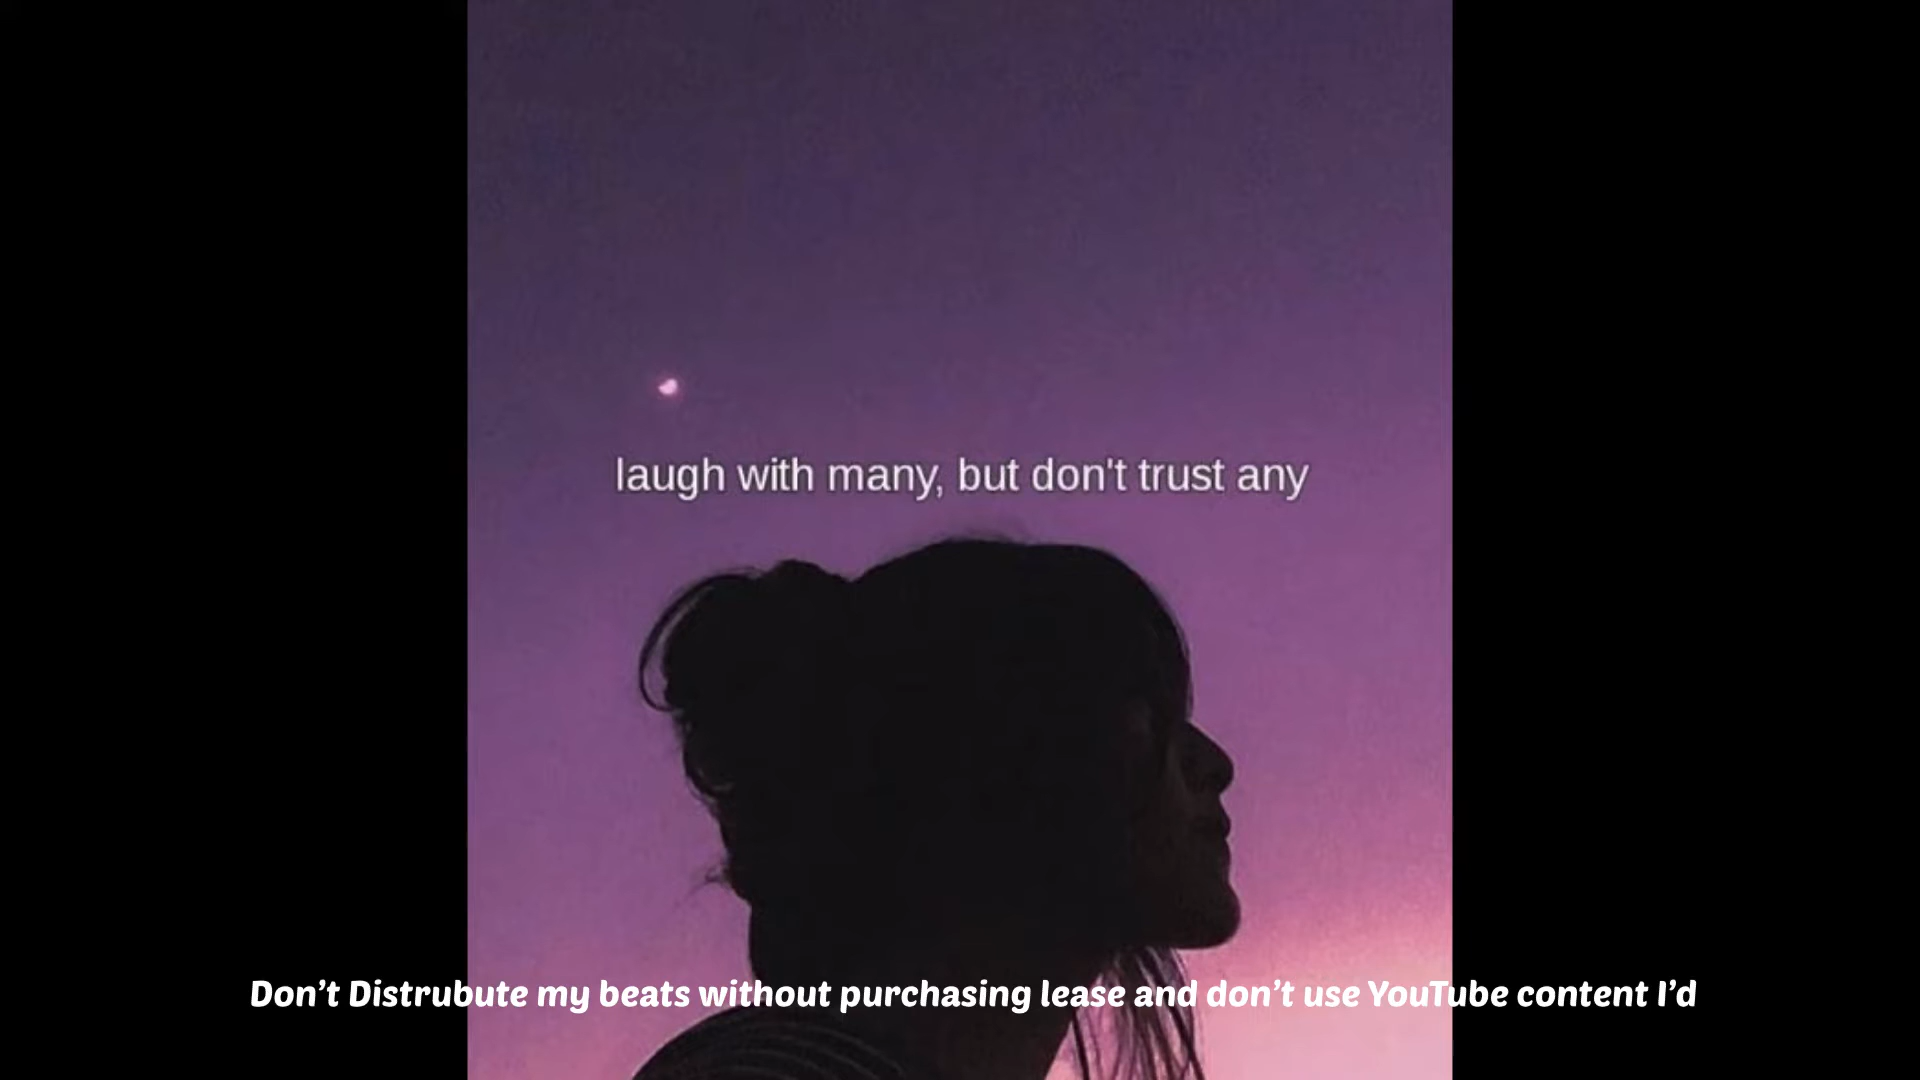 laugh with many, but don't trust any
Don’t Distrubute my beats without purchasing lease and don’t use YouTube content I’d